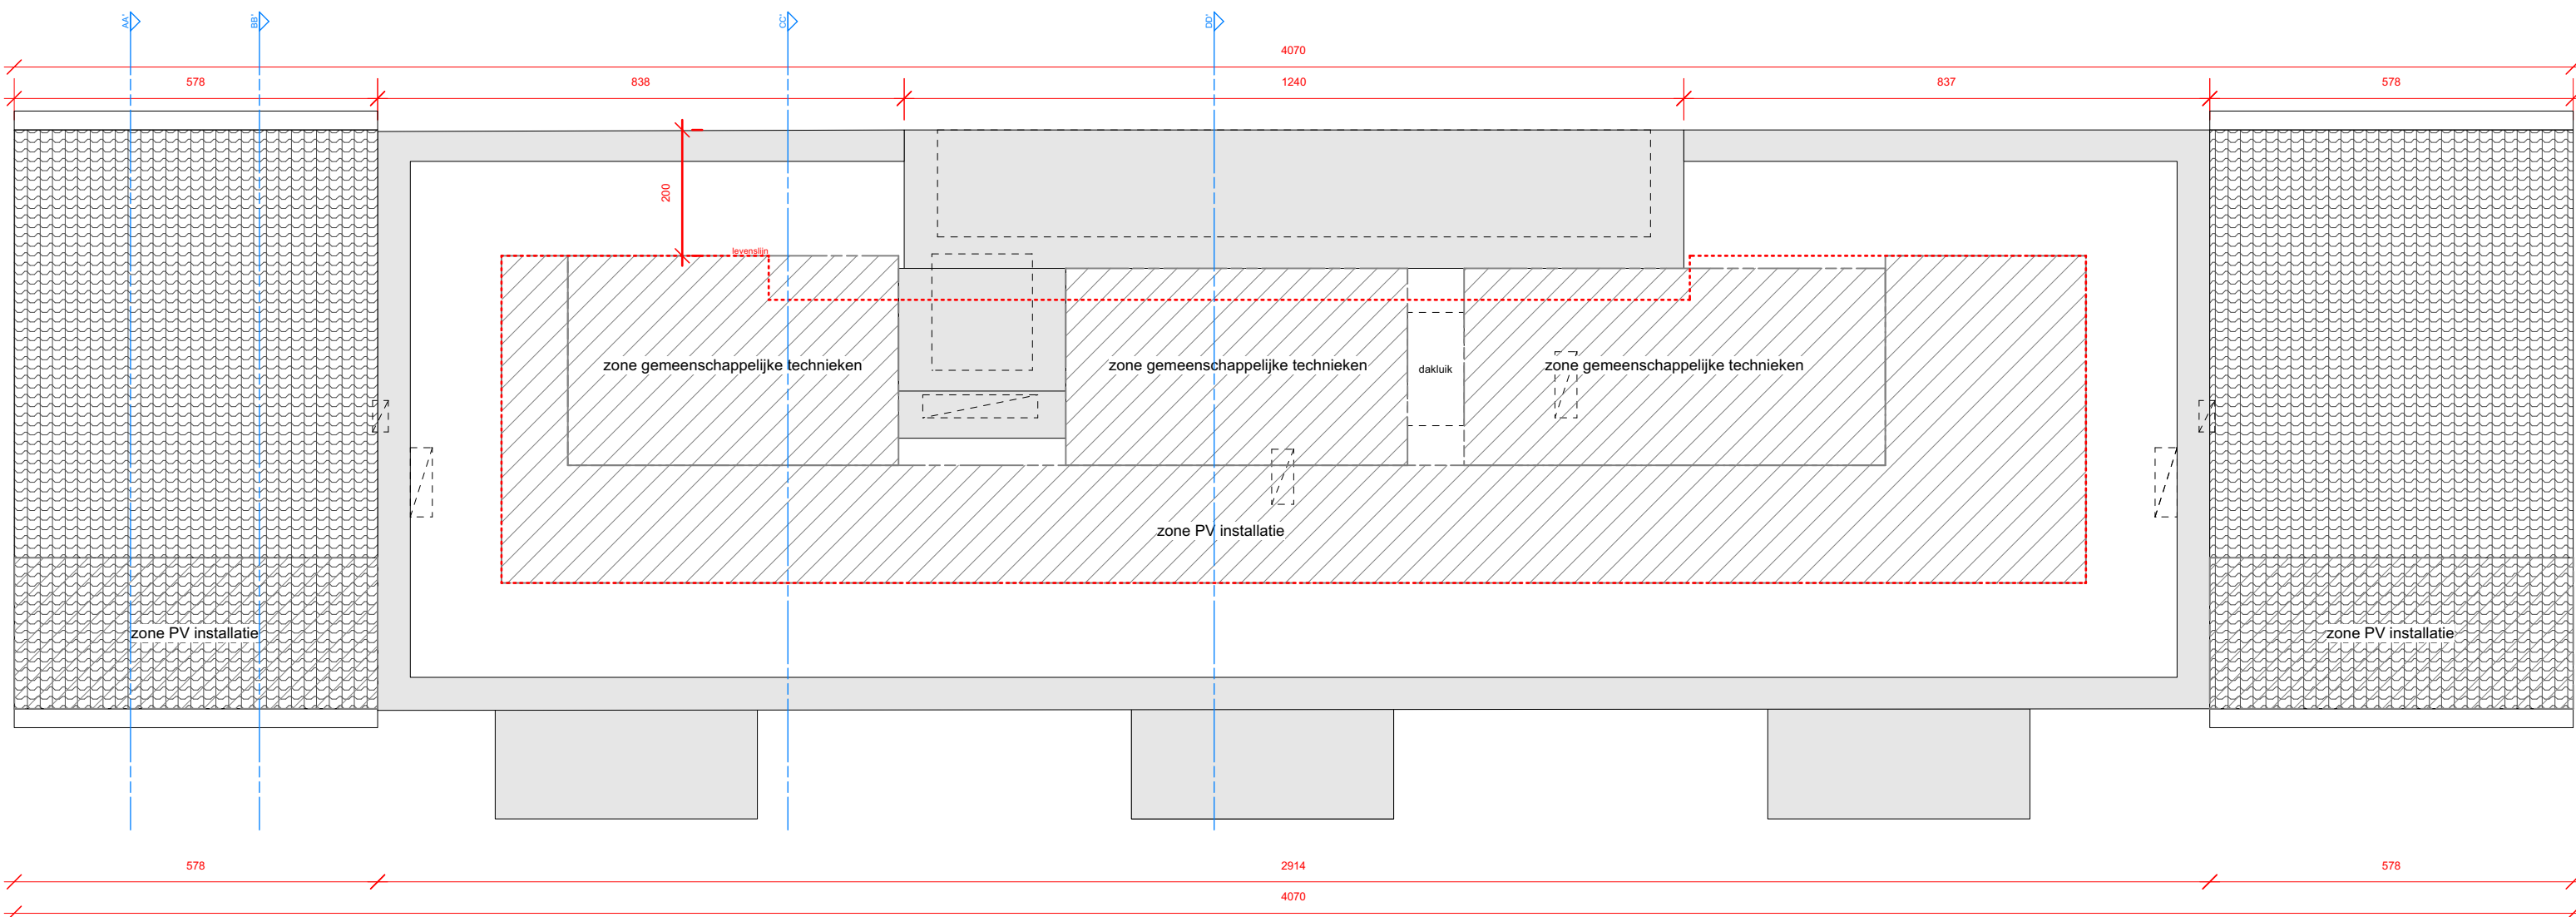 AA'
BB'
CC'
DD'
4070
578
838
1240
837
578
200
levenslijn
zone gemeenschappelijke technieken
zone gemeenschappelijke technieken
dakluik
zone gemeenschappelijke technieken
zone PV installatie
zone PV installatie
zone PV installatie
578
2914
578
4070